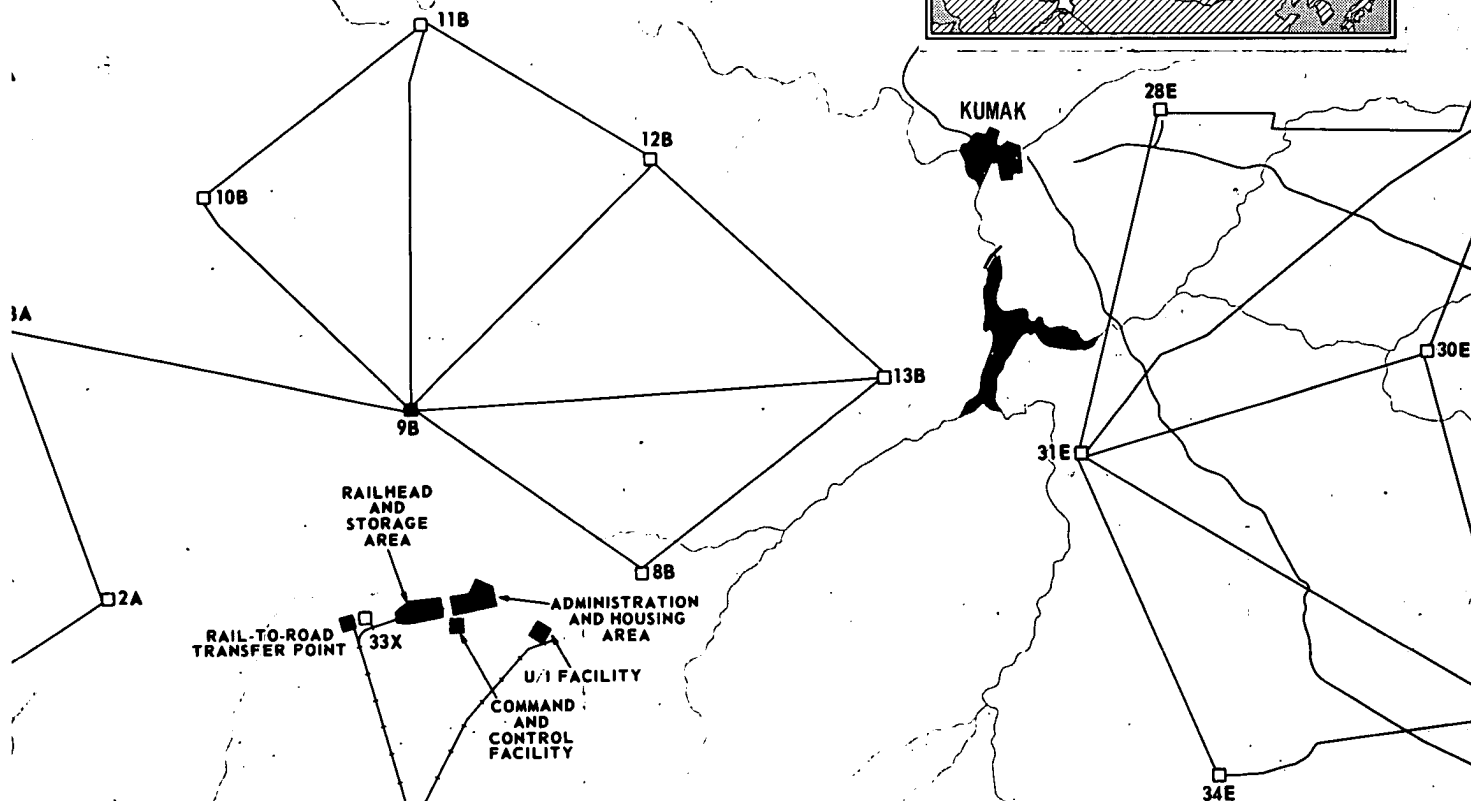 11B
28E
KUMAK
12B
10B
30E
13B
9B
31E
RAILHEAD
AND
STORAGE
AREA
8B
2A
ADMINISTRATION
AND HOUSING
AREA
RAIL-TO-ROAD
TRANSFER POINT
33X
U/I FACILITY
COMMAND
AND
CONTROL
FACILITY
34E